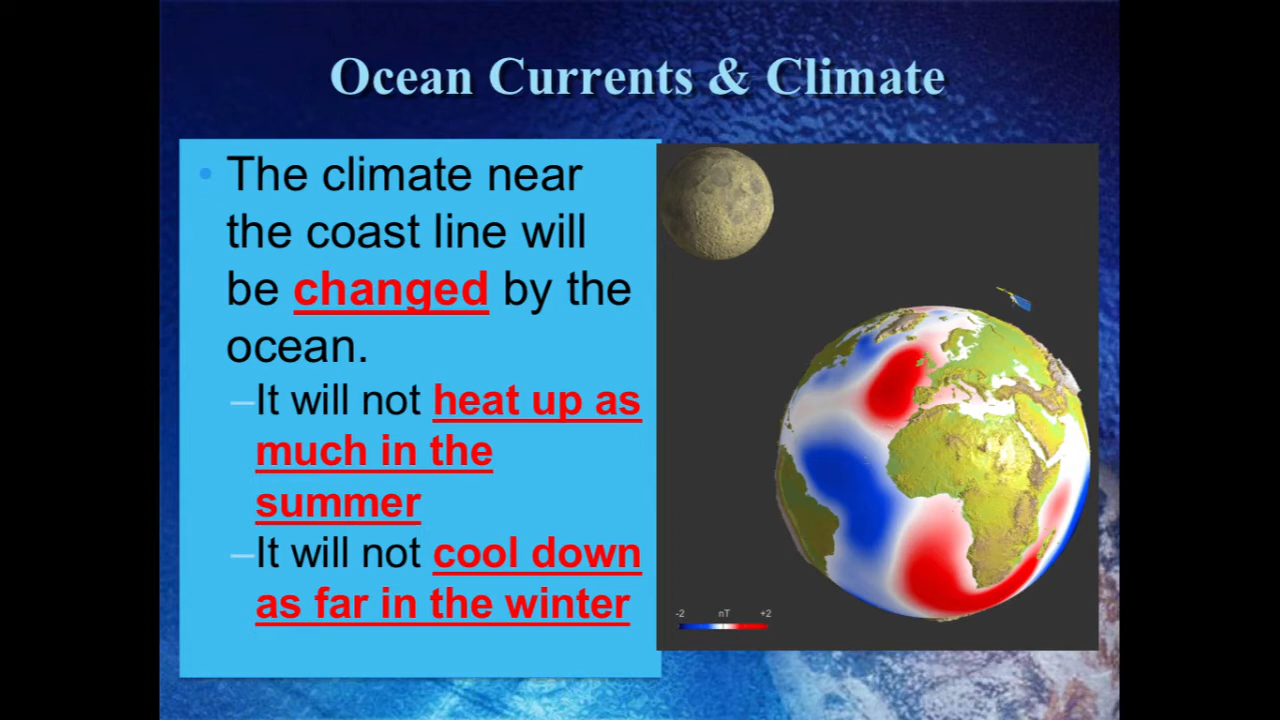 Ocean Currents & Climate
• The climate near
the coast line will
be changed by the
ocean.
–It will not heat up as
much in the
summer
–It will not cool down
as far in the winter
-2 nT +2